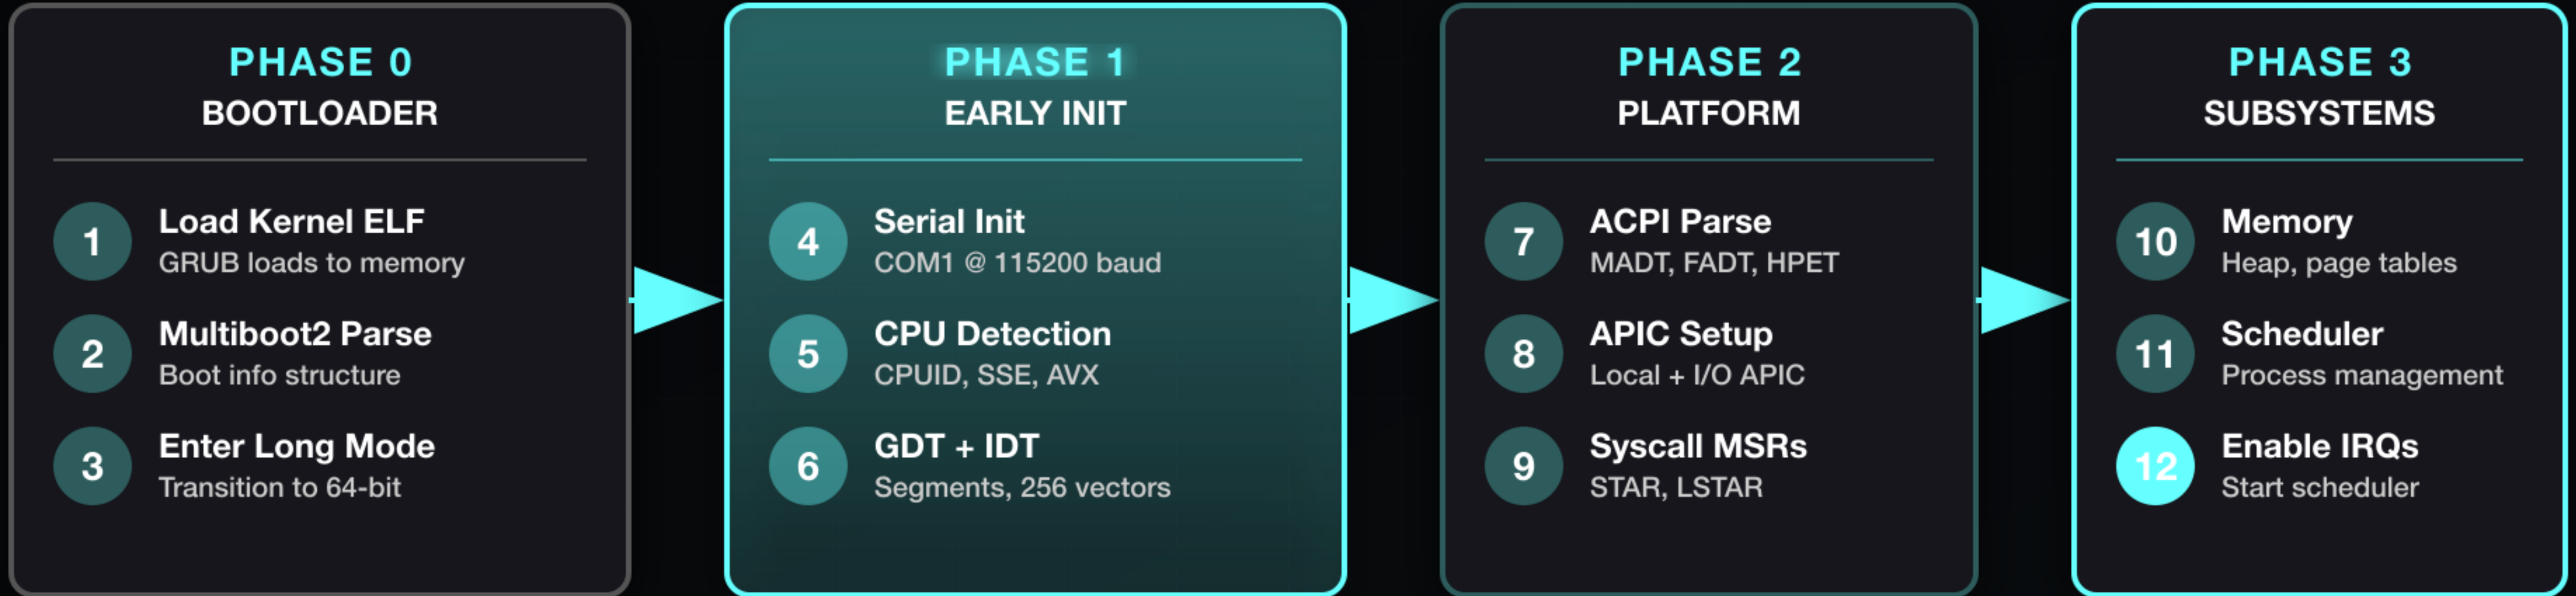 PHASE 0
BOOTLOADER
1
Load Kernel ELF
GRUB loads to memory
2
Multiboot2 Parse
Boot info structure
3
Enter Long Mode
Transition to 64-bit
PHASE 1
EARLY INIT
4
Serial Init
COM1 @ 115200 baud
5
CPU Detection
CPUID, SSE, AVX
6
GDT + IDT
Segments, 256 vectors
PHASE 2
PLATFORM
7
ACPI Parse
MADT, FADT, HPET
8
APIC Setup
Local + I/O APIC
9
Syscall MSRs
STAR, LSTAR
PHASE 3
SUBSYSTEMS
10
Memory
Heap, page tables
11
Scheduler
Process management
12
Enable IRQs
Start scheduler